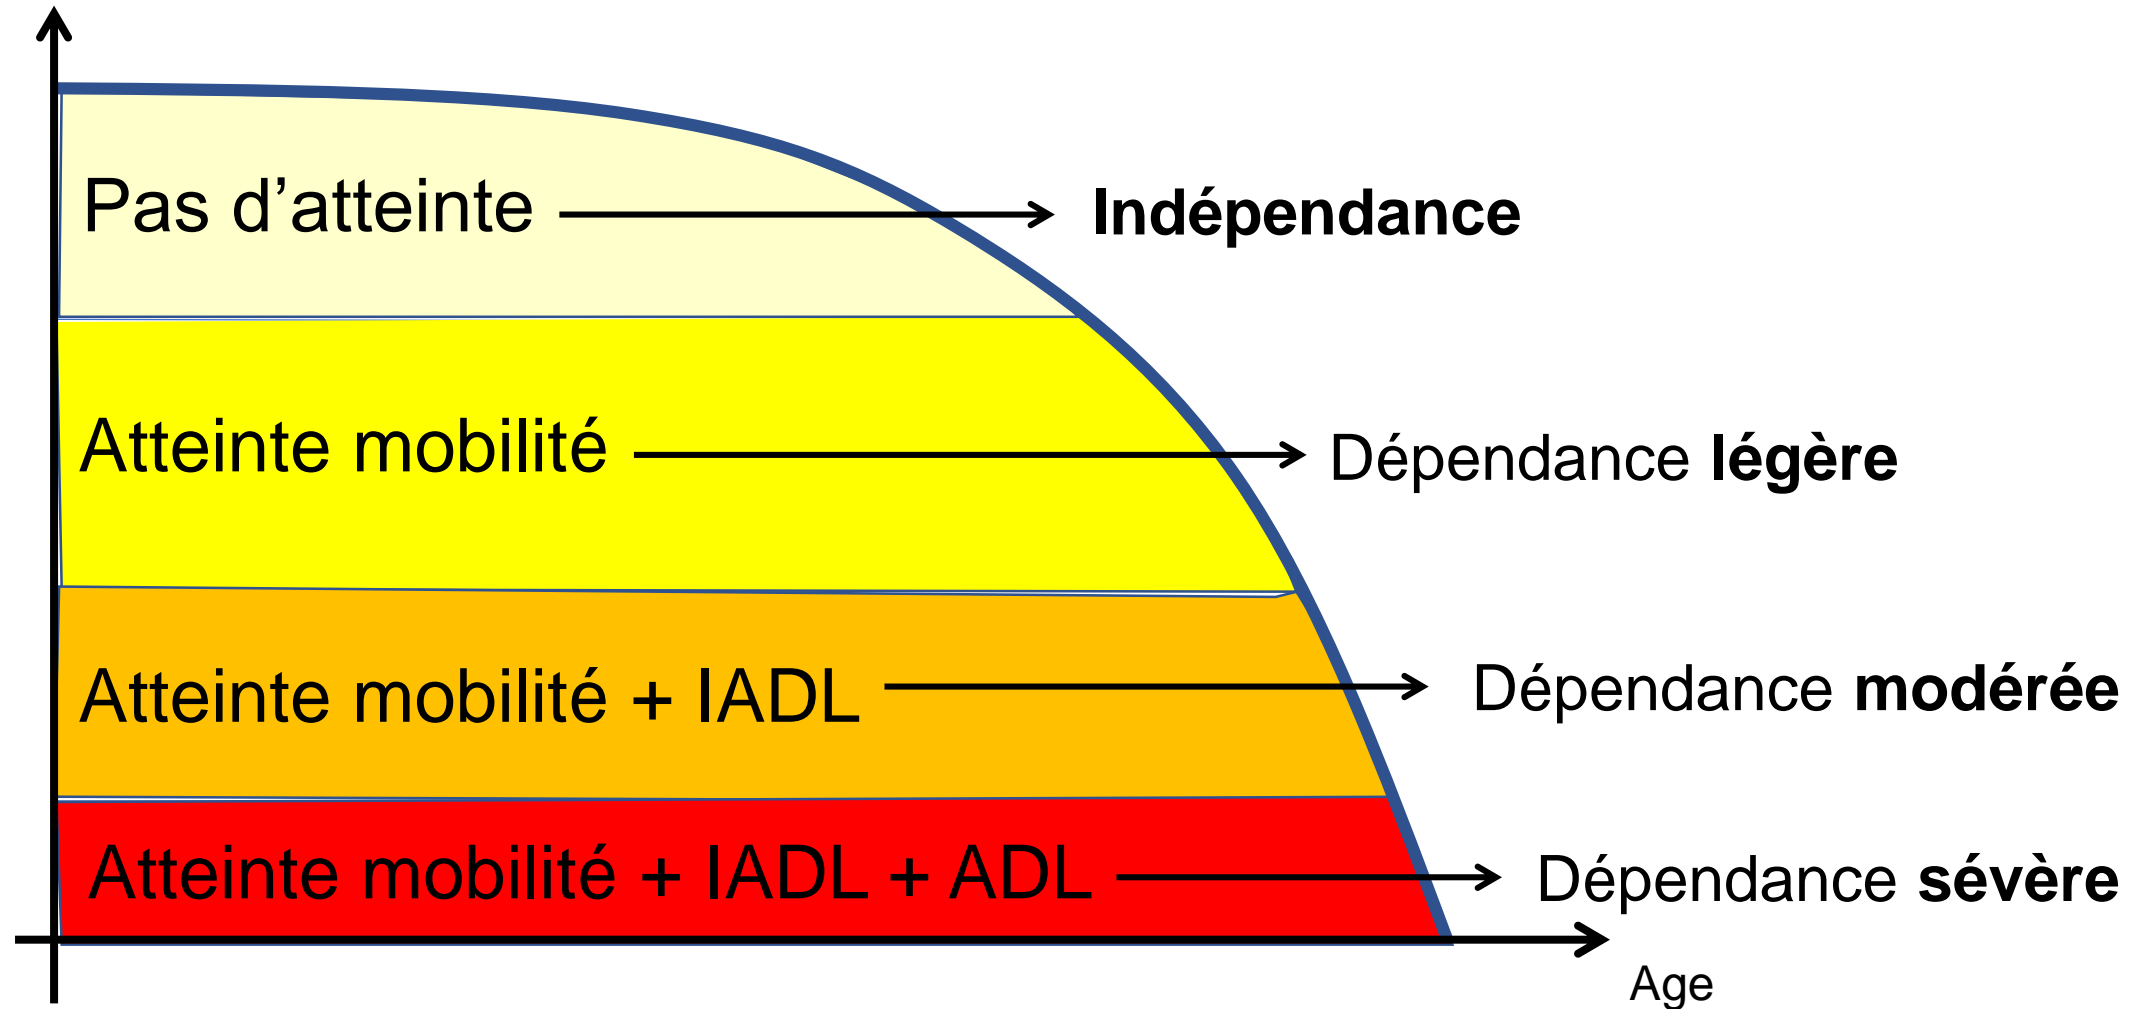 Pas d’atteinte
Indépendance
Atteinte mobilité
Dépendance légère
Atteinte mobilité + IADL
Dépendance modérée
Atteinte mobilité + IADL + ADL
Dépendance sévère
Age